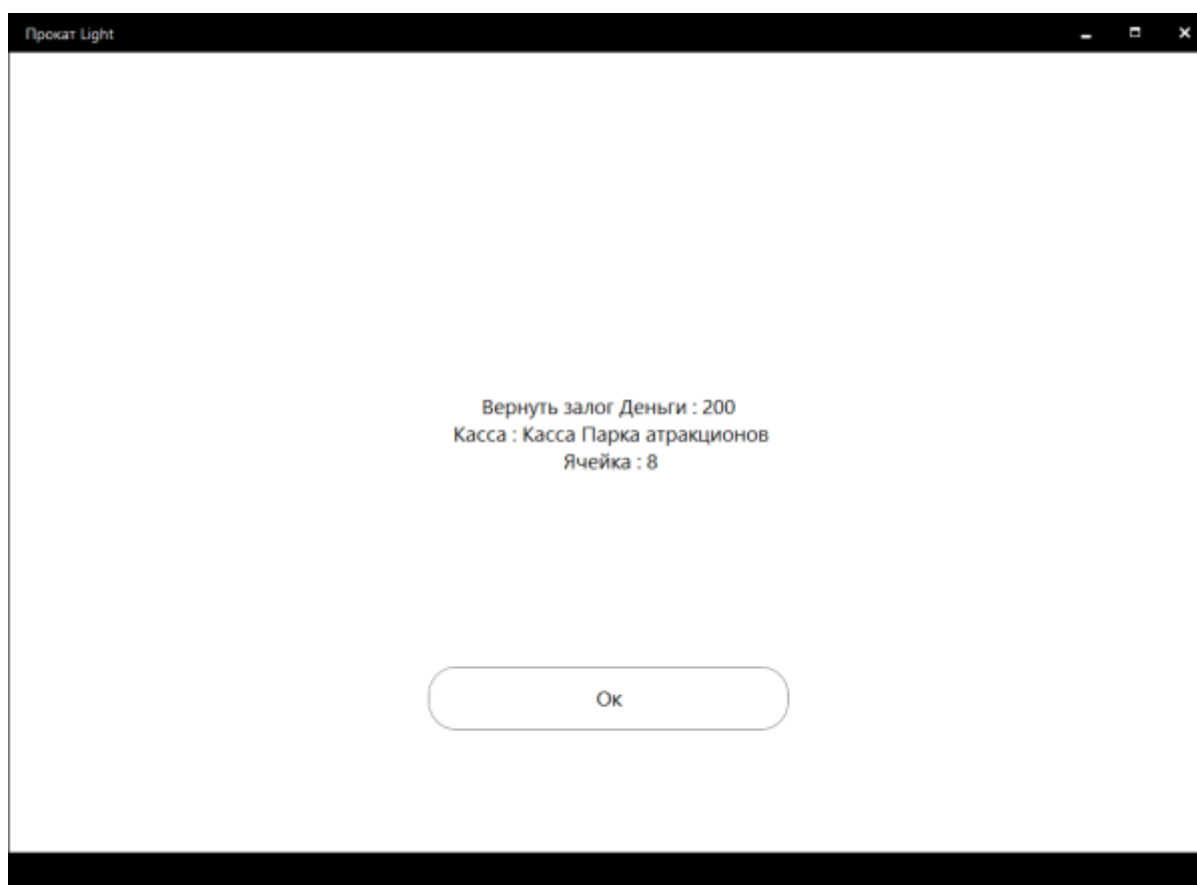 Прокат Light
Вернуть залог Деньги : 200
Касса : Касса Парка атракционов
Ячейка : 8
Ок